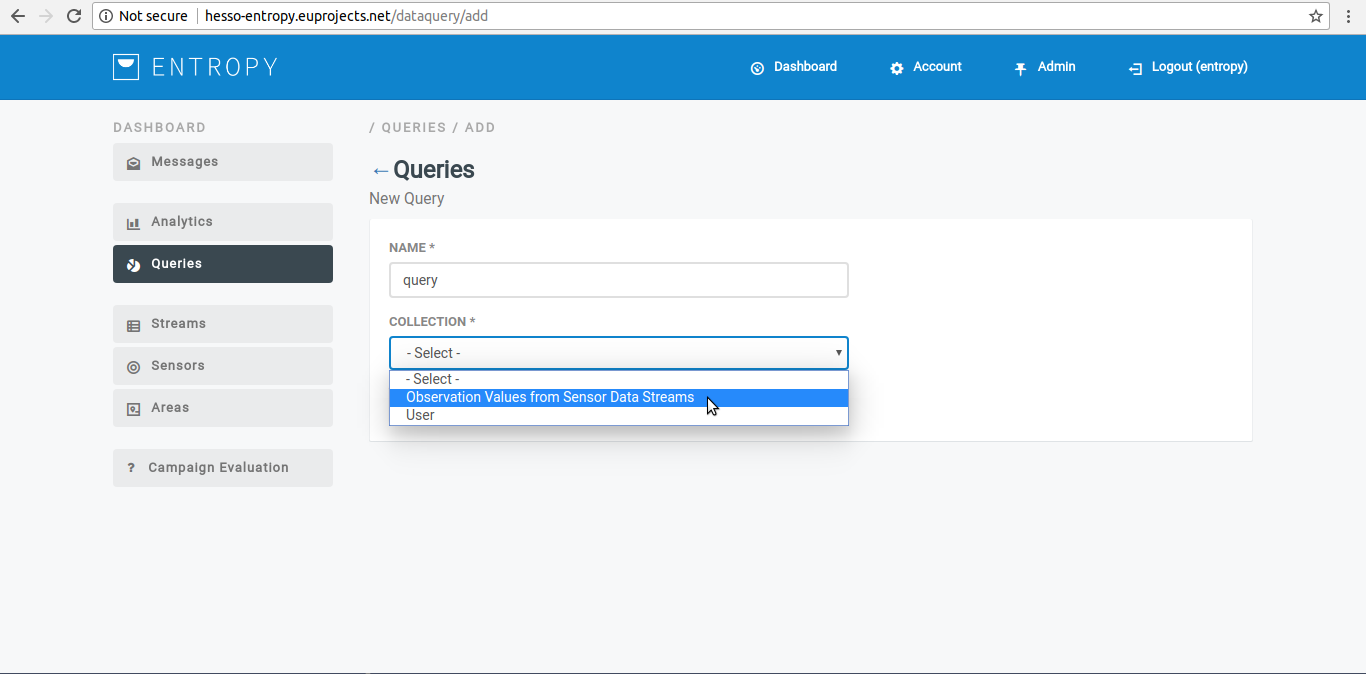 Not secure hesso-entropy.euprojects.net/dataquery/add
ENTROPY
Dashboard Account Admin Logout (entropy)
DASHBOARD
Messages
Analytics
Queries
Streams
Sensors
Areas
? Campaign Evaluation
/ QUERIES / ADD
←Queries
New Query
NAME *
query
COLLECTION *
- Select -
- Select -
Observation Values from Sensor Data Streams
User